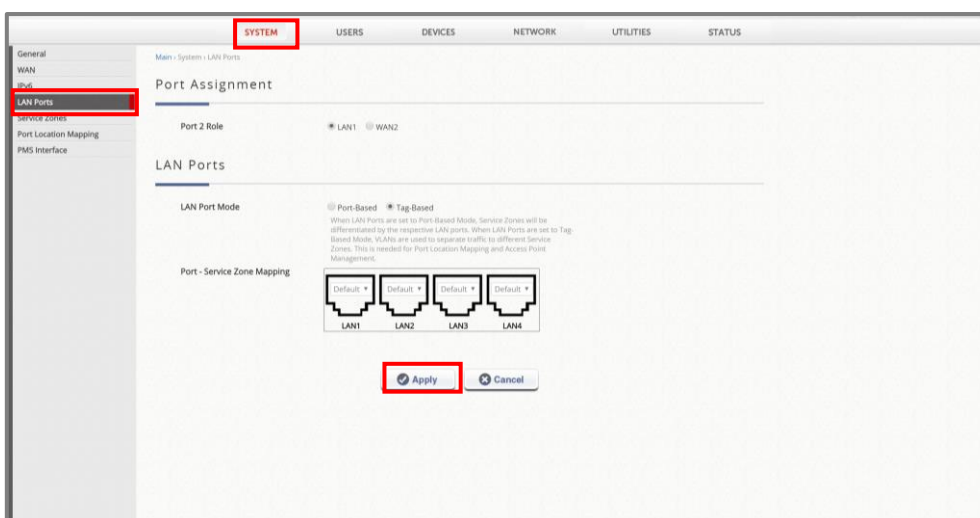 SYSTEM USERS DEVICES NETWORK UTILITIES STATUS
General
WAN
IPv6
LAN Ports
Service Zones
Port Location Mapping
PMS Interface
Main › System › LAN Ports
Port Assignment
Port 2 Role LAN1 WAN2
LAN Ports
LAN Port Mode Port-Based Tag-Based
When LAN Ports are set to Port-Based Mode, Service Zones will be
differentiated by the respective LAN ports. When LAN Ports are set to Tag-
Based Mode, VLANs are used to separate traffic to different Service
Zones. This is needed for Port Location Mapping and Access Point
Management.
Port - Service Zone Mapping
Default Default Default Default
LAN1 LAN2 LAN3 LAN4
Apply Cancel